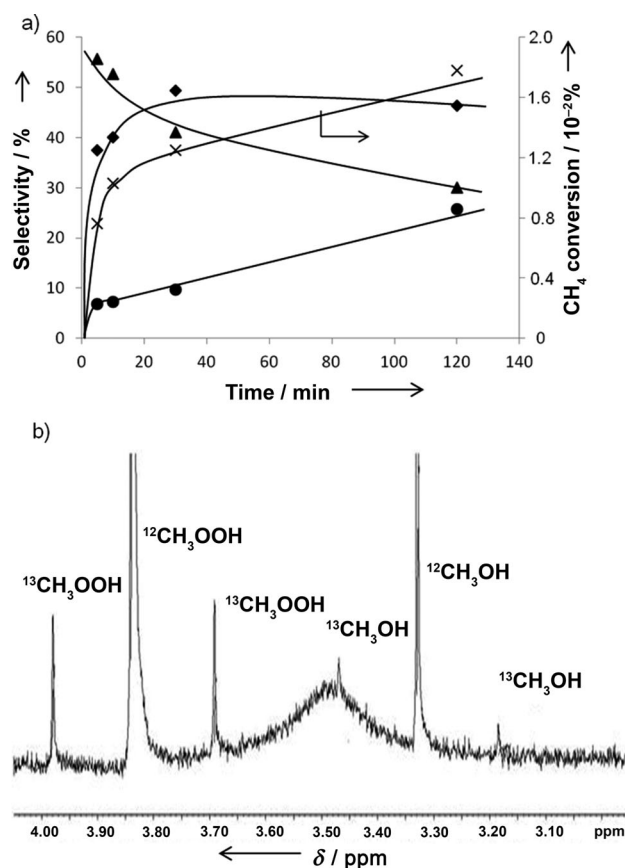 a)
60
50
40
30
20
10
0
Selectivity / %
2.0
1.6
1.2
0.8
0.4
0
CH₄ conversion / 10⁻²%
0 20 40 60 80 100 120 140
Time / min
b)
¹²CH₃OOH
¹³CH₃OOH
¹³CH₃OOH
¹³CH₃OH
¹²CH₃OH
¹³CH₃OH
4.00 3.90 3.80 3.70 3.60 3.50 3.40 3.30 3.20 3.10 ppm
δ / ppm